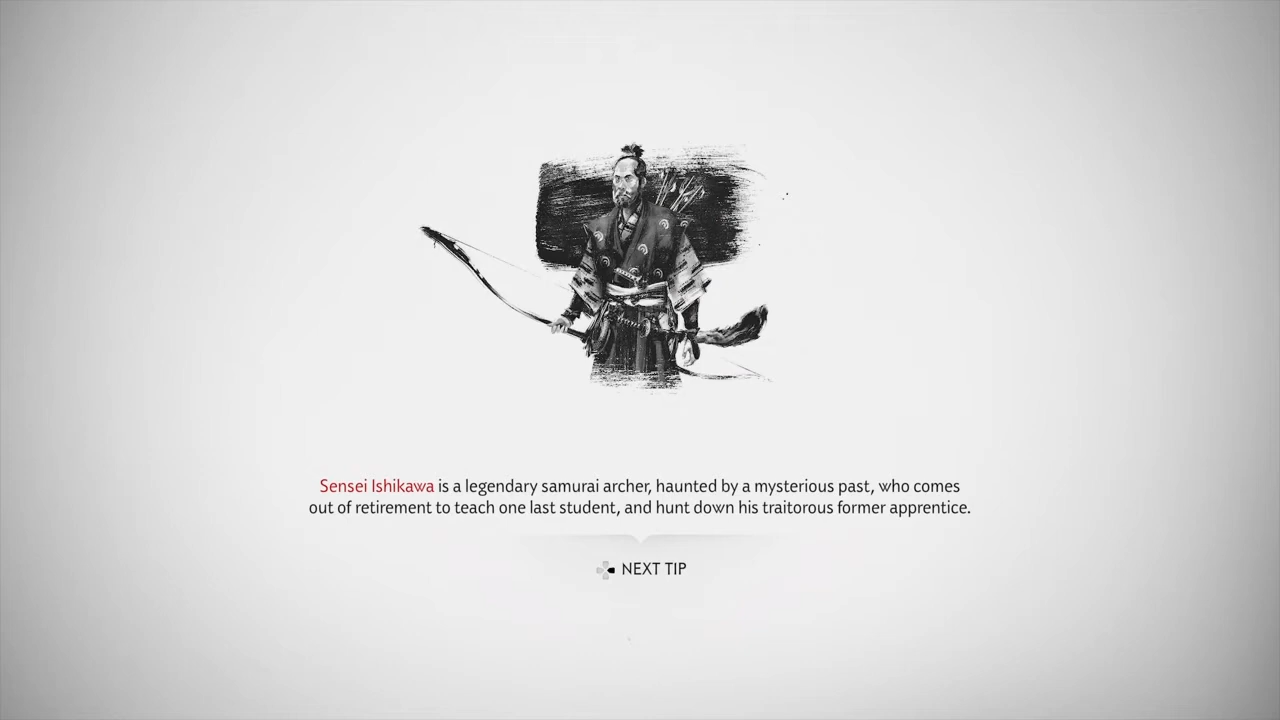 Sensei Ishikawa is a legendary samurai archer, haunted by a mysterious past, who comes
out of retirement to teach one last student, and hunt down his traitorous former apprentice.
NEXT TIP